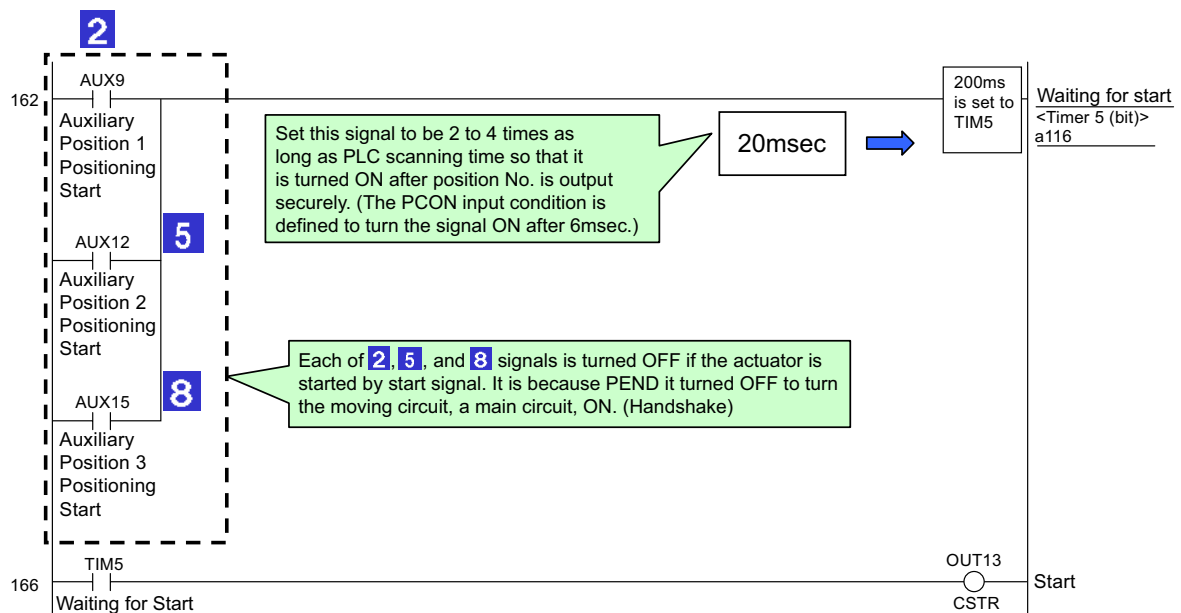 2
162
AUX9
Auxiliary
Position 1
Positioning
Start
5
AUX12
Auxiliary
Position 2
Positioning
Start
8
AUX15
Auxiliary
Position 3
Positioning
Start
Set this signal to be 2 to 4 times as
long as PLC scanning time so that it
is turned ON after position No. is output
securely. (The PCON input condition is
defined to turn the signal ON after 6msec.)
20msec
200ms
is set to
TIM5
Waiting for start
<Timer 5 (bit)>
a116
Each of 2, 5, and 8 signals is turned OFF if the actuator is
started by start signal. It is because PEND it turned OFF to turn
the moving circuit, a main circuit, ON. (Handshake)
166
TIM5
Waiting for Start
OUT13
CSTR
Start